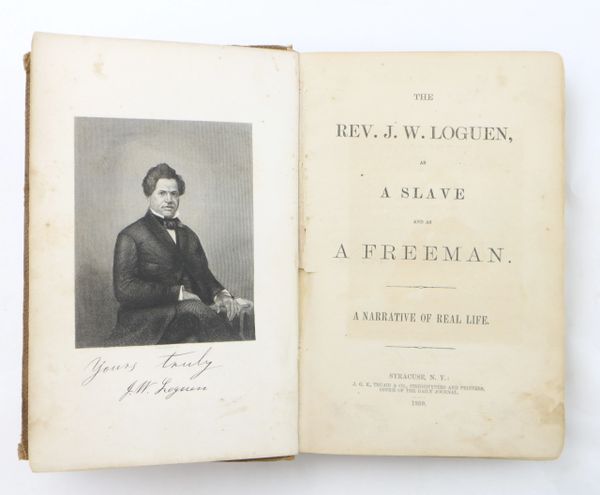 Yours truly
J. W. Loguen
THE
REV. J. W. LOGUEN,
AS
A SLAVE
AND AS
A FREEMAN.
A NARRATIVE OF REAL LIFE.
SYRACUSE, N. Y.:
J. G. K. TRUAIR & CO., STEREOTYPERS AND PRINTERS,
OFFICE OF THE DAILY JOURNAL.
1859.